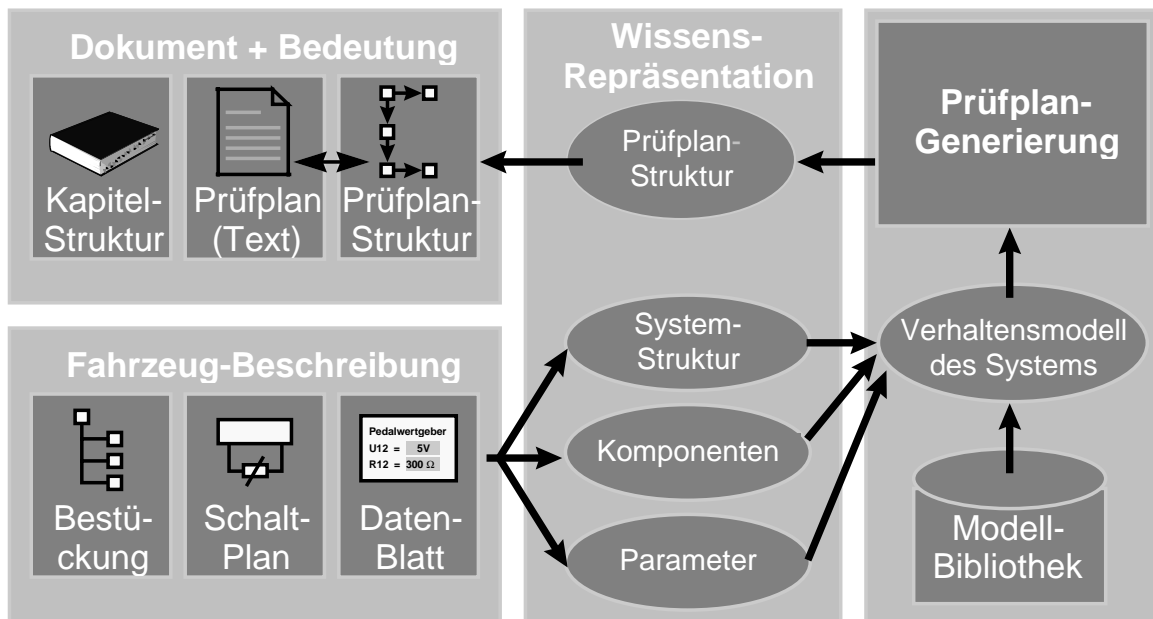 Dokument + Bedeutung
Kapitel-
Struktur
Prüfplan
(Text)
Prüfplan-
Struktur
Fahrzeug-Beschreibung
Bestü-
ckung
Schalt-
Plan
Pedalwertgeber
U12 = 5V
R12 = 300 Ω
Daten-
Blatt
Wissens-
Repräsentation
Prüfplan-
Struktur
System-
Struktur
Komponenten
Parameter
Prüfplan-
Generierung
Verhaltensmodell
des Systems
Modell-
Bibliothek